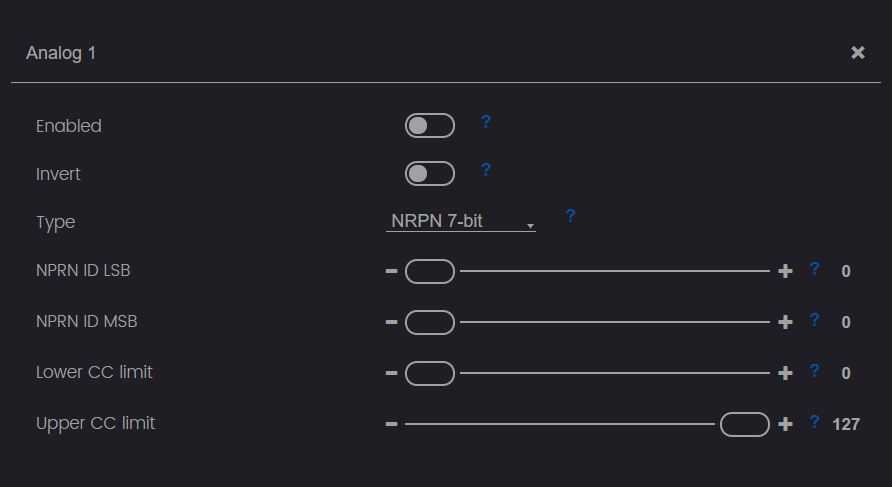 Analog 1
Enabled ?
Invert ?
Type NRPN 7-bit ?
NPRN ID LSB ? 0
NPRN ID MSB ? 0
Lower CC limit ? 0
Upper CC limit ? 127